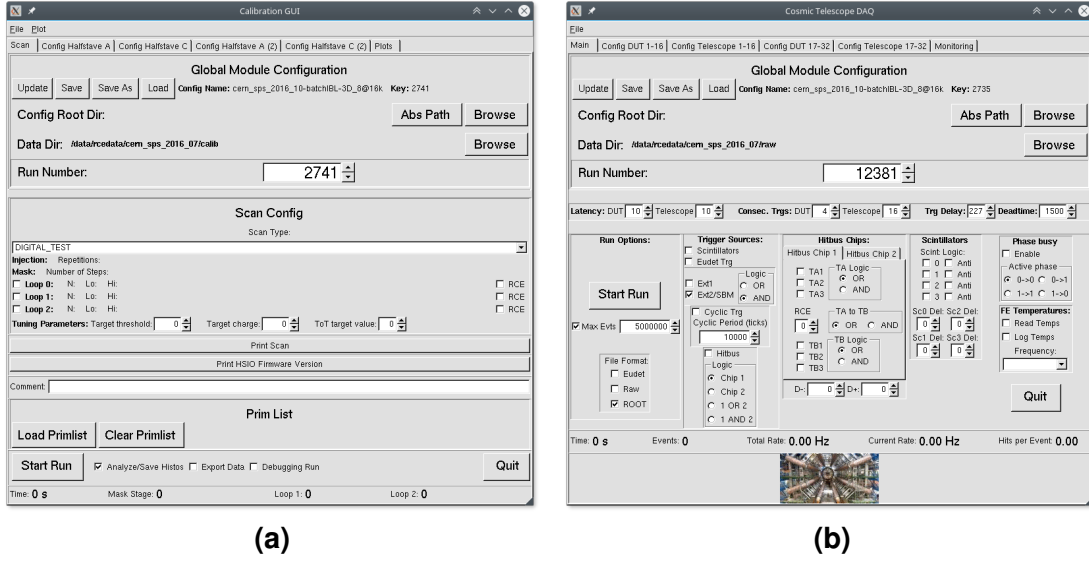 Calibration GUI
File Plot
Scan Config Halfstave A Config Halfstave C Config Halfstave A (2) Config Halfstave C (2) Plots
Global Module Configuration
Update Save Save As Load Config Name: cern_sps_2016_10-batchIBL-3D_8@16k Key: 2741
Config Root Dir: Abs Path Browse
Data Dir: /data/rcedata/cern_sps_2016_07/calib Browse
Run Number: 2741
Scan Config
Scan Type:
DIGITAL_TEST
Injection: Repetitions:
Mask: Number of Steps:
Loop 0: N: Lo: Hi: RCE
Loop 1: N: Lo: Hi: RCE
Loop 2: N: Lo: Hi: RCE
Tuning Parameters: Target threshold: 0 Target charge: 0 ToT target value: 0
Print Scan
Print HSIO Firmware Version
Comment:
Prim List
Load Primlist Clear Primlist
Start Run Analyze/Save Histos Export Data Debugging Run Quit
Time: 0 s Mask Stage: 0 Loop 1: 0 Loop 2: 0
(a)
Cosmic Telescope DAQ
File
Main Config DUT 1-16 Config Telescope 1-16 Config DUT 17-32 Config Telescope 17-32 Monitoring
Global Module Configuration
Update Save Save As Load Config Name: cern_sps_2016_10-batchIBL-3D_8@16k Key: 2735
Config Root Dir: Abs Path Browse
Data Dir: /data/rcedata/cern_sps_2016_07/raw Browse
Run Number: 12381
Latency: DUT 10 Telescope 10 Consec. Trgs: DUT 4 Telescope 16 Trg Delay: 227 Deadtime: 1500
Run Options:
Start Run
Max Evts 5000000
File Format:
Eudet
Raw
ROOT
Trigger Sources:
Scintillators
Eudet Trg
Logic
Ext1 OR
Ext2/SBM AND
Cyclic Trg
Cyclic Period (ticks)
10000
Hitbus
Logic
Chip 1
Chip 2
1 OR 2
1 AND 2
Hitbus Chips:
Hitbus Chip 1 Hitbus Chip 2
TA1 TA Logic
TA2 OR
TA3 AND
RCE TA to TB
0 OR AND
TB1 TB Logic
TB2 OR
TB3 AND
D-: 0 D+: 0
Scintillators
Scint Logic:
0 Anti
1 Anti
2 Anti
3 Anti
Sc0 Del: Sc2 Del:
0 0
Sc1 Del: Sc3 Del:
0 0
Phase busy
Enable
Active phase
0->0 0->1
1->1 1->0
FE Temperatures:
Read Temps
Log Temps
Frequency:
Quit
Time: 0 s Events: 0 Total Rate: 0.00 Hz Current Rate: 0.00 Hz Hits per Event: 0.00
(b)